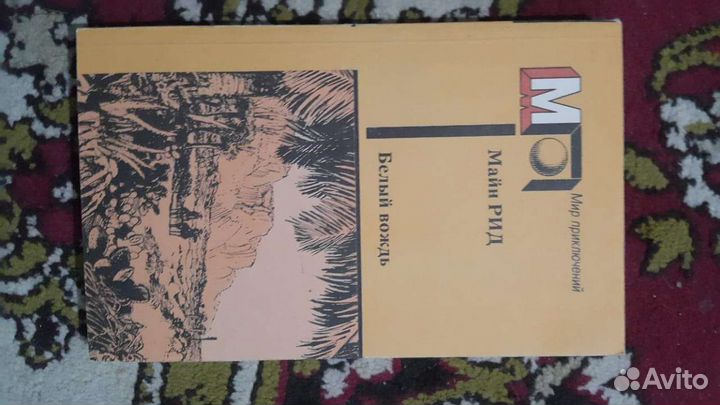 МП
Мир приключений
Майн РИД
Белый вождь
Avito